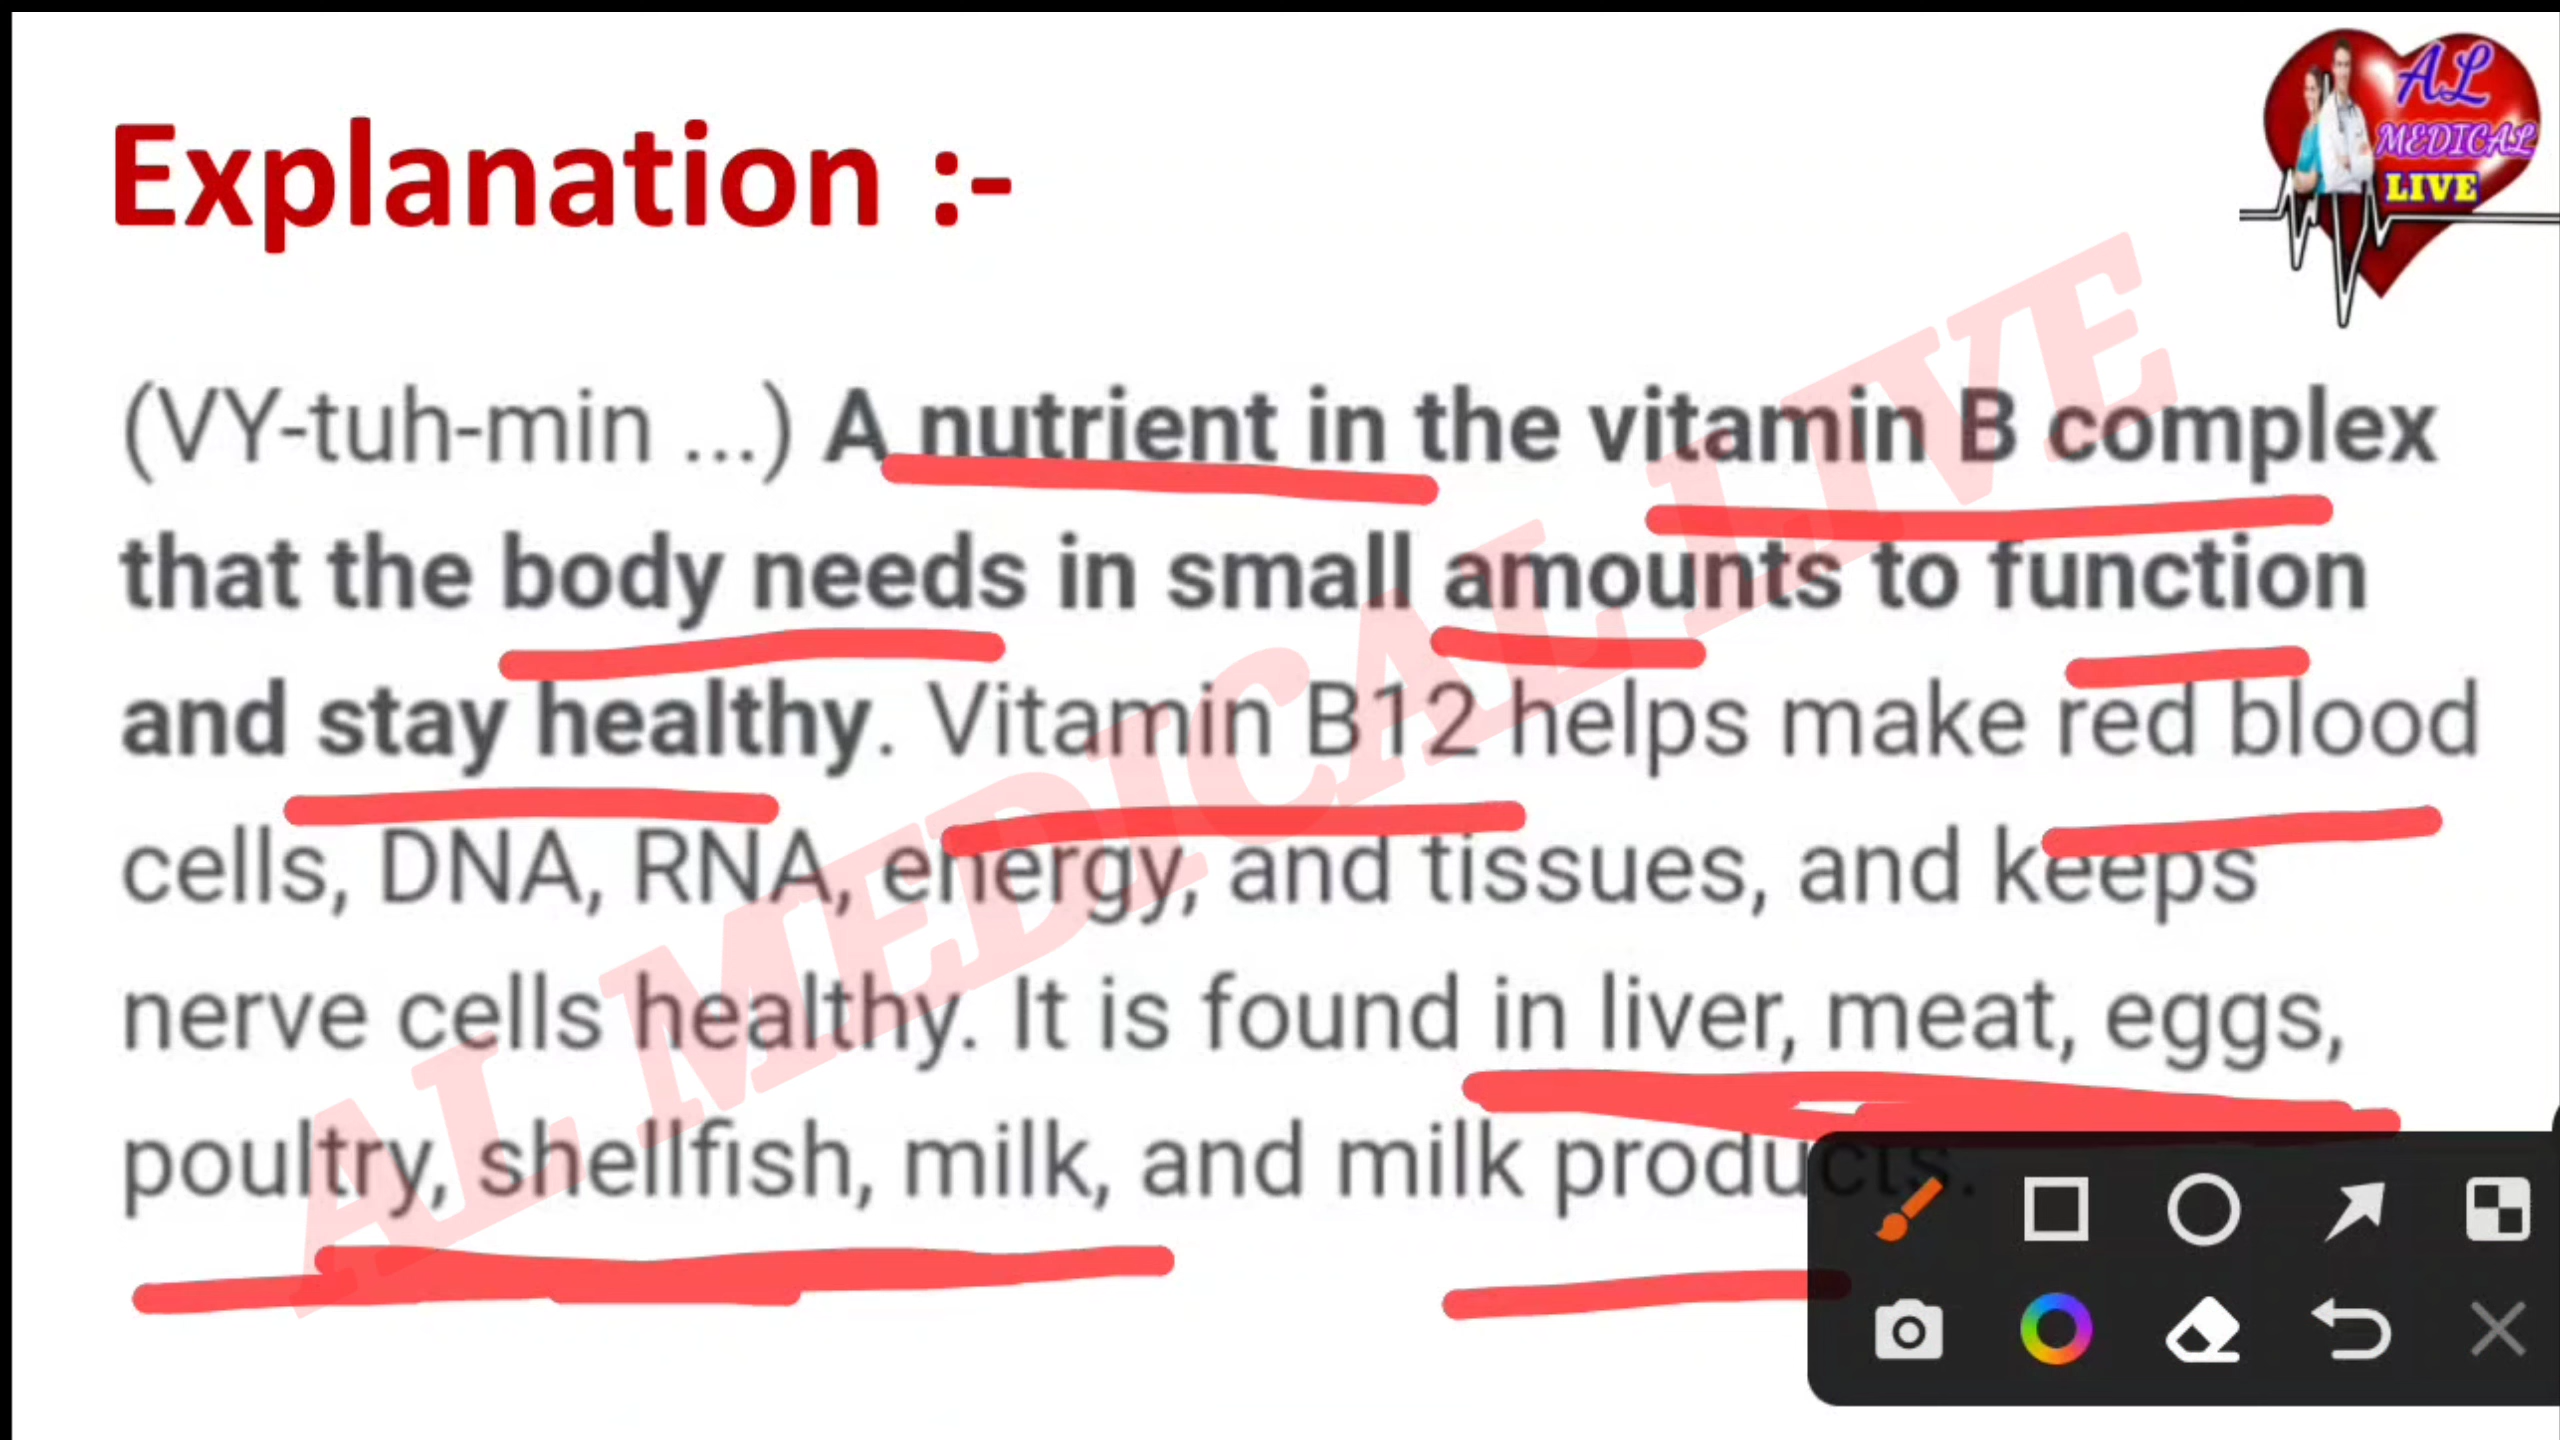 Explanation :-
AL
MEDICAL
LIVE
(VY-tuh-min ...) A nutrient in the vitamin B complex
that the body needs in small amounts to function
and stay healthy. Vitamin B12 helps make red blood
cells, DNA, RNA, energy, and tissues, and keeps
nerve cells healthy. It is found in liver, meat, eggs,
poultry, shellfish, milk, and milk products.
AL MEDICAL LIVE